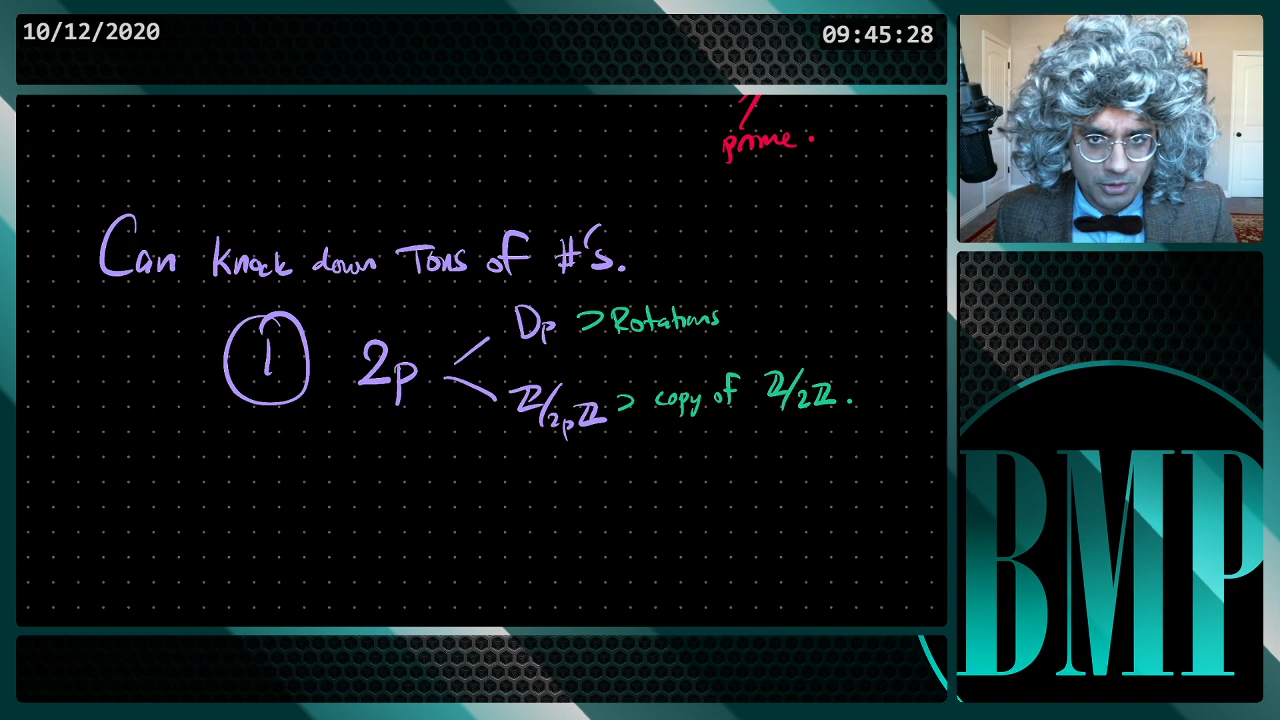 10/12/2020
09:45:28
prime.
Can knock down Tons of #'s.
1 2p Dp > Rotations
ℤ/2pℤ > copy of ℤ/2ℤ.
BMP